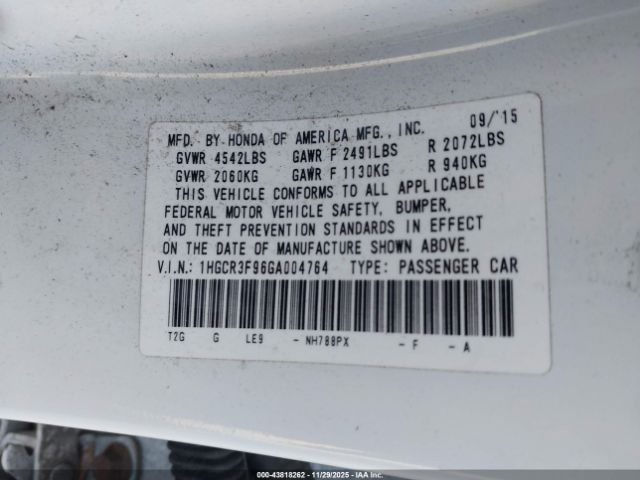 MFD. BY HONDA OF AMERICA MFG., INC. 09/'15
GVWR 4542LBS GAWR F 2491LBS R 2072LBS
GVWR 2060KG GAWR F 1130KG R 940KG
THIS VEHICLE CONFORMS TO ALL APPLICABLE
FEDERAL MOTOR VEHICLE SAFETY, BUMPER,
AND THEFT PREVENTION STANDARDS IN EFFECT
ON THE DATE OF MANUFACTURE SHOWN ABOVE.
V.I.N.: 1HGCR3F96GA004764 TYPE: PASSENGER CAR
T2G G LE9 - NH788PX - F - A
000-43818262 - 11/29/2025 - IAA.com